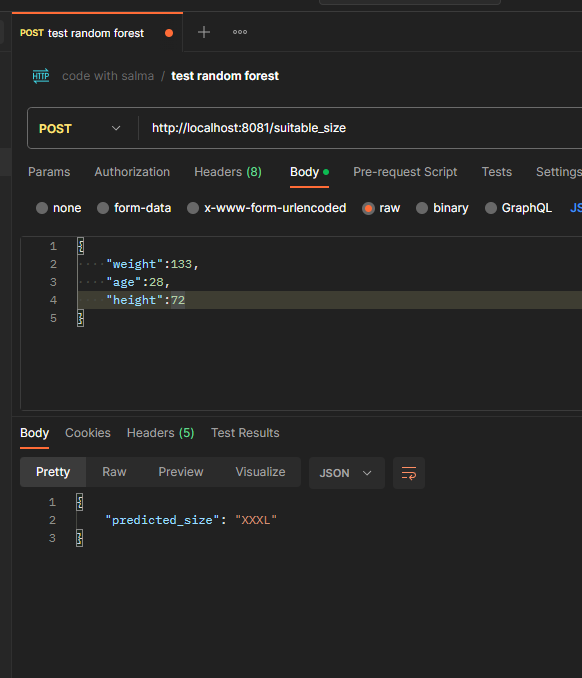 POST test random forest
HTTP code with salma / test random forest
POST http://localhost:8081/suitable_size
Params Authorization Headers (8) Body Pre-request Script Tests Settings
none form-data x-www-form-urlencoded raw binary GraphQL JS
1 {
2 "weight":133,
3 "age":28,
4 "height":72
5 }
Body Cookies Headers (5) Test Results
Pretty Raw Preview Visualize JSON
1 {
2 "predicted_size": "XXXL"
3 }